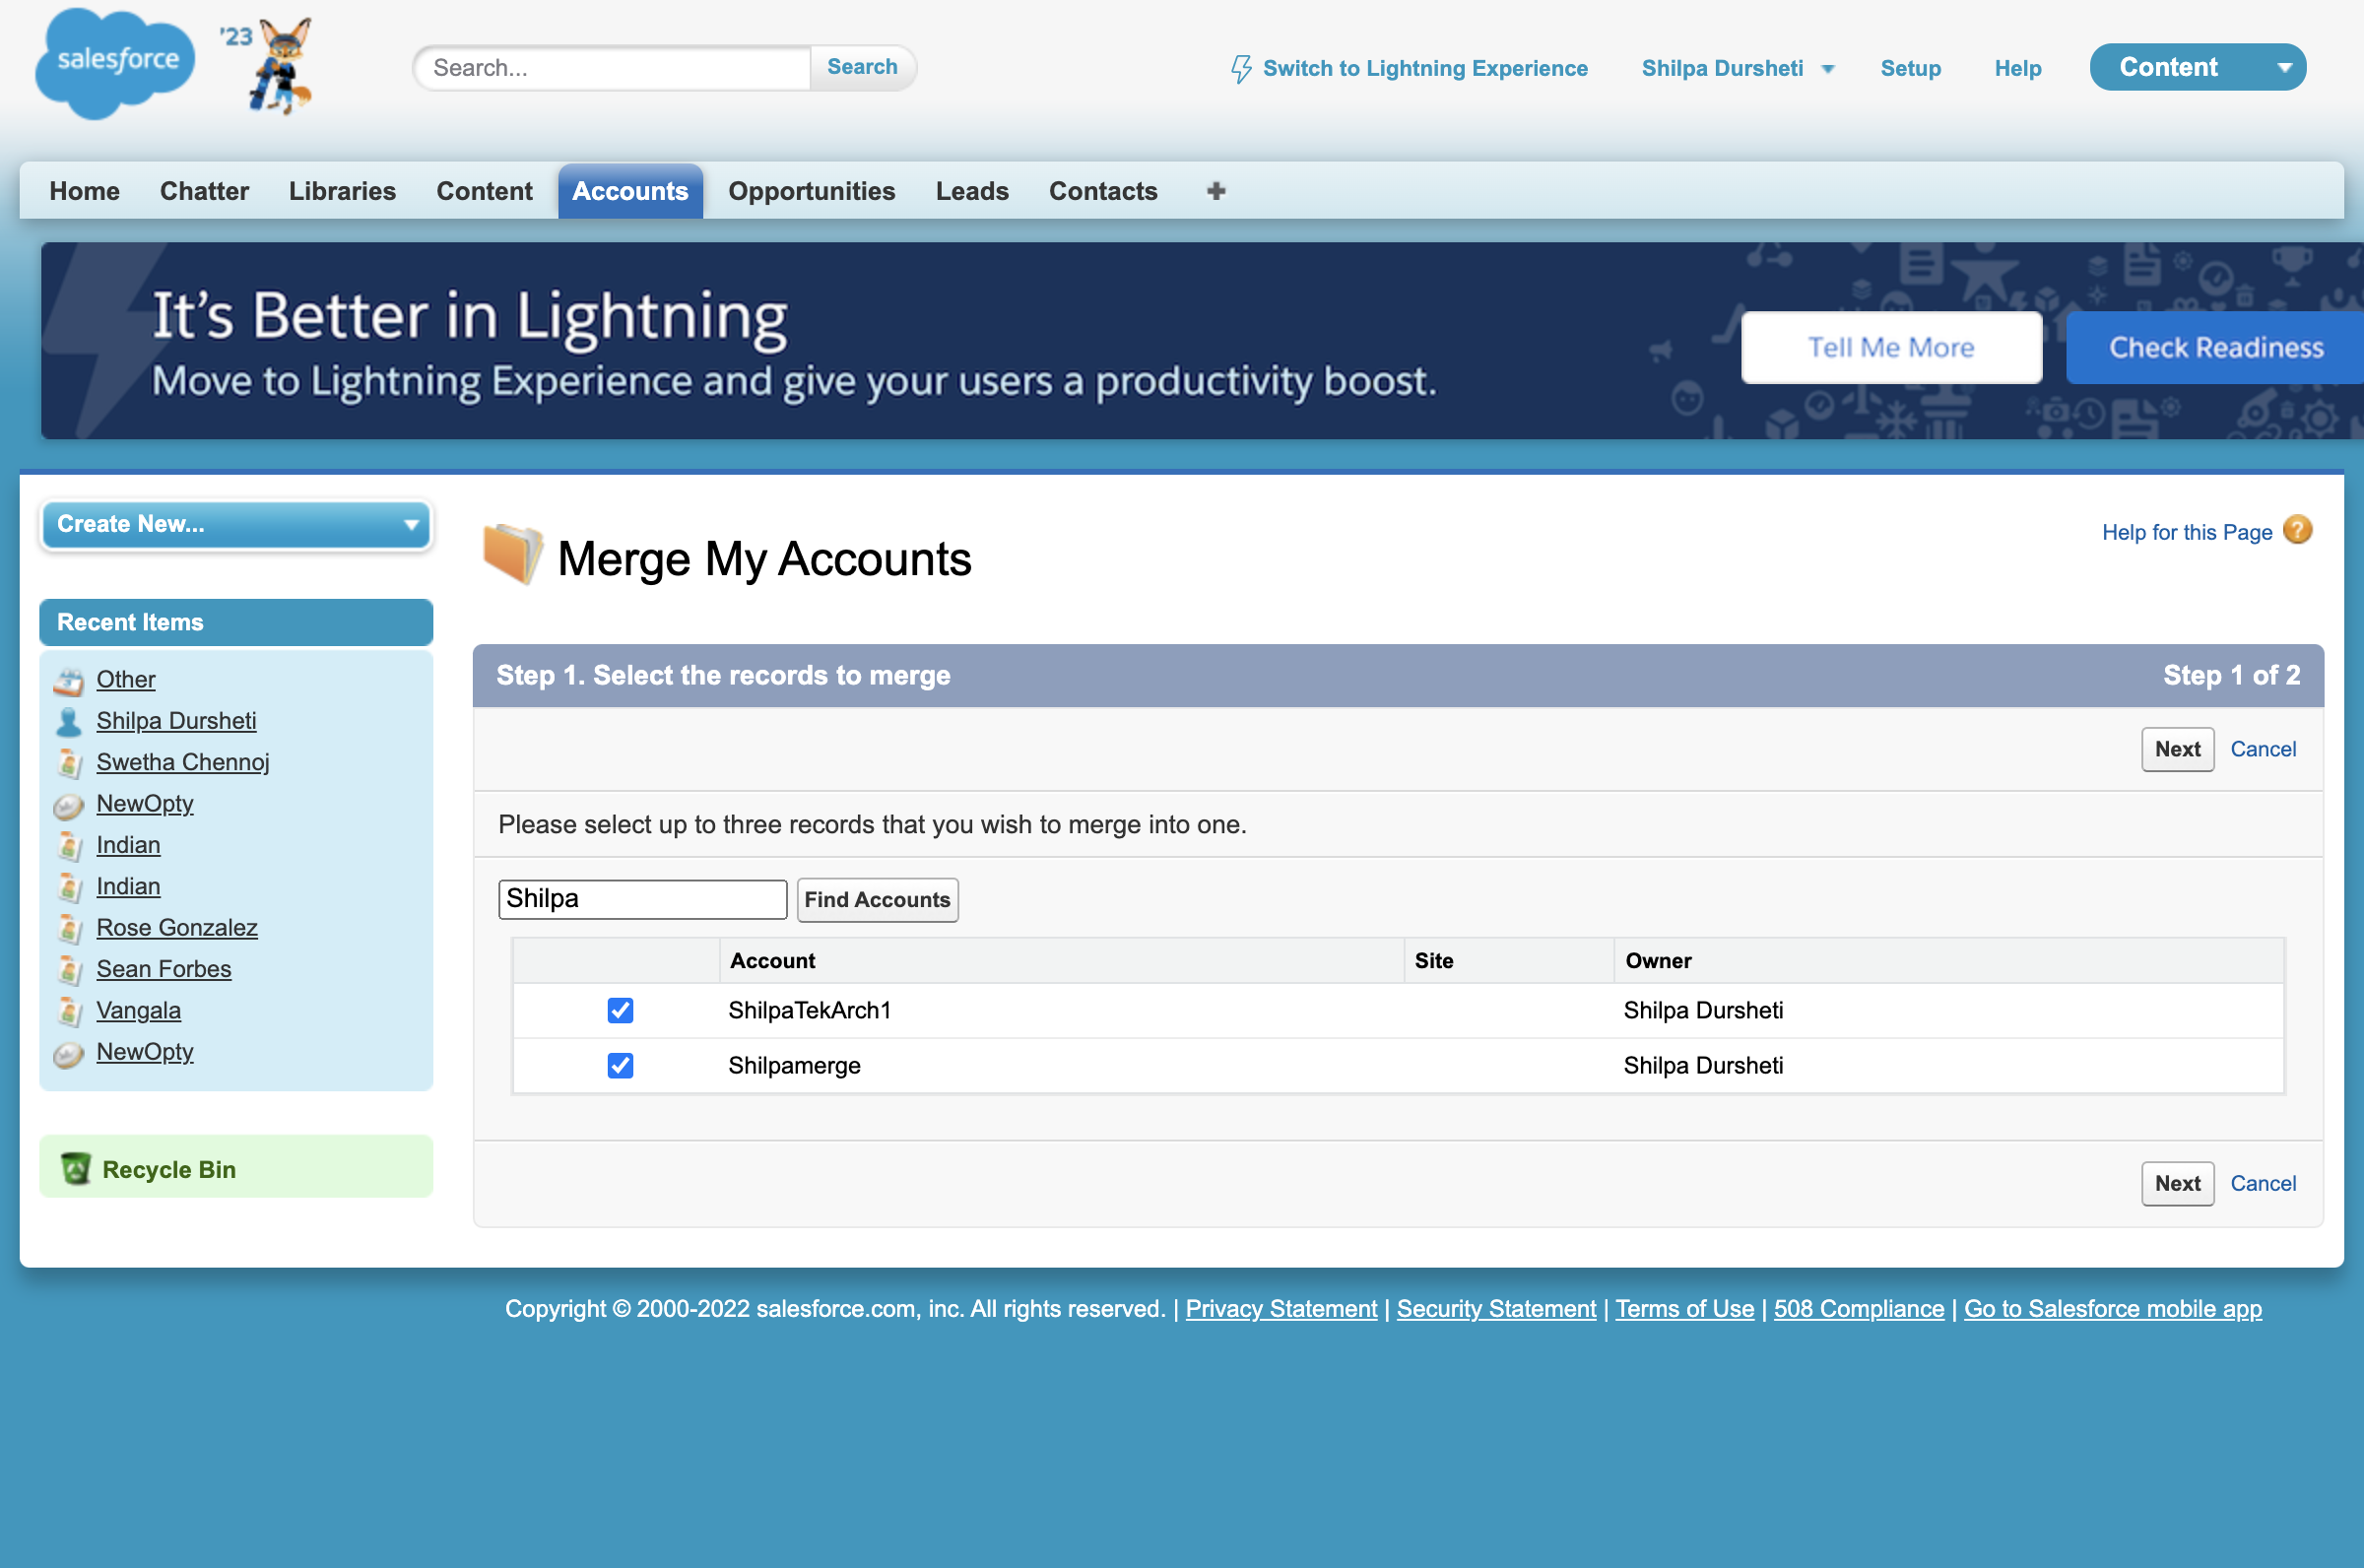 salesforce
'23
Search...
Search
Switch to Lightning Experience
Shilpa Dursheti
Setup
Help
Content
Home
Chatter
Libraries
Content
Accounts
Opportunities
Leads
Contacts
It's Better in Lightning
Move to Lightning Experience and give your users a productivity boost.
Tell Me More
Check Readiness
Create New...
Recent Items
Other
Shilpa Dursheti
Swetha Chennoj
NewOpty
Indian
Indian
Rose Gonzalez
Sean Forbes
Vangala
NewOpty
Recycle Bin
Merge My Accounts
Help for this Page ?
Step 1. Select the records to merge
Step 1 of 2
Next
Cancel
Please select up to three records that you wish to merge into one.
Shilpa
Find Accounts
Account Site Owner
ShilpaTekArch1 Shilpa Dursheti
Shilpamerge Shilpa Dursheti
Next
Cancel
Copyright © 2000-2022 salesforce.com, inc. All rights reserved. | Privacy Statement | Security Statement | Terms of Use | 508 Compliance | Go to Salesforce mobile app